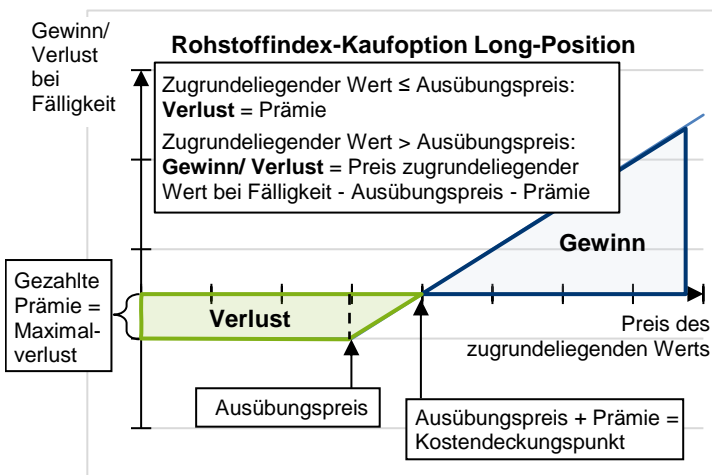 Gewinn/
Verlust
bei
Fälligkeit
Rohstoffindex-Kaufoption Long-Position
Zugrundeliegender Wert ≤ Ausübungspreis:
Verlust = Prämie
Zugrundeliegender Wert > Ausübungspreis:
Gewinn/ Verlust = Preis zugrundeliegender
Wert bei Fälligkeit - Ausübungspreis - Prämie
Gewinn
Gezahlte
Prämie =
Maximal-
verlust
Verlust
Preis des
zugrundeliegenden Werts
Ausübungspreis
Ausübungspreis + Prämie =
Kostendeckungspunkt